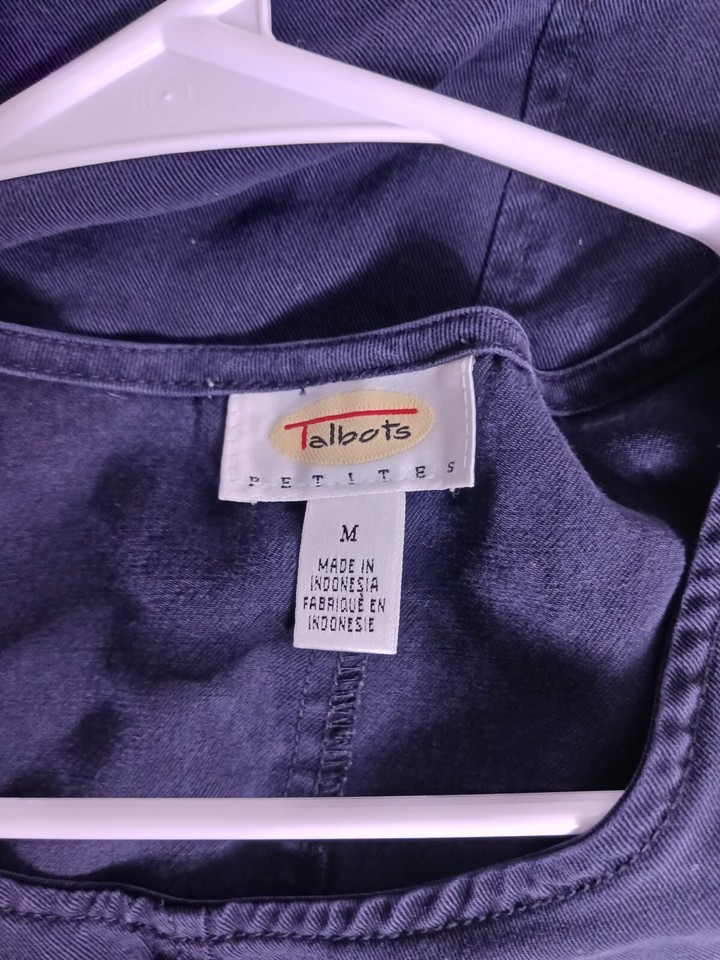 Talbots
PETITES
M
MADE IN
INDONESIA
FABRIQUÉ EN
INDONESIE